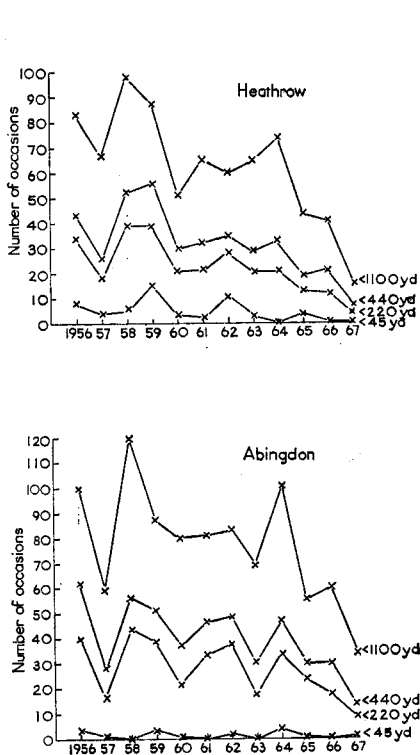 Heathrow
Number of occasions
100
90
80
70
60
50
40
30
20
10
0
<1100yd
<440yd
<220yd
<45yd
1956 57 58 59 60 61 62 63 64 65 66 67
Abingdon
Number of occasions
120
110
100
90
80
70
60
50
40
30
20
10
0
<1100yd
<440yd
<220yd
<45yd
1956 57 58 59 60 61 62 63 64 65 66 67